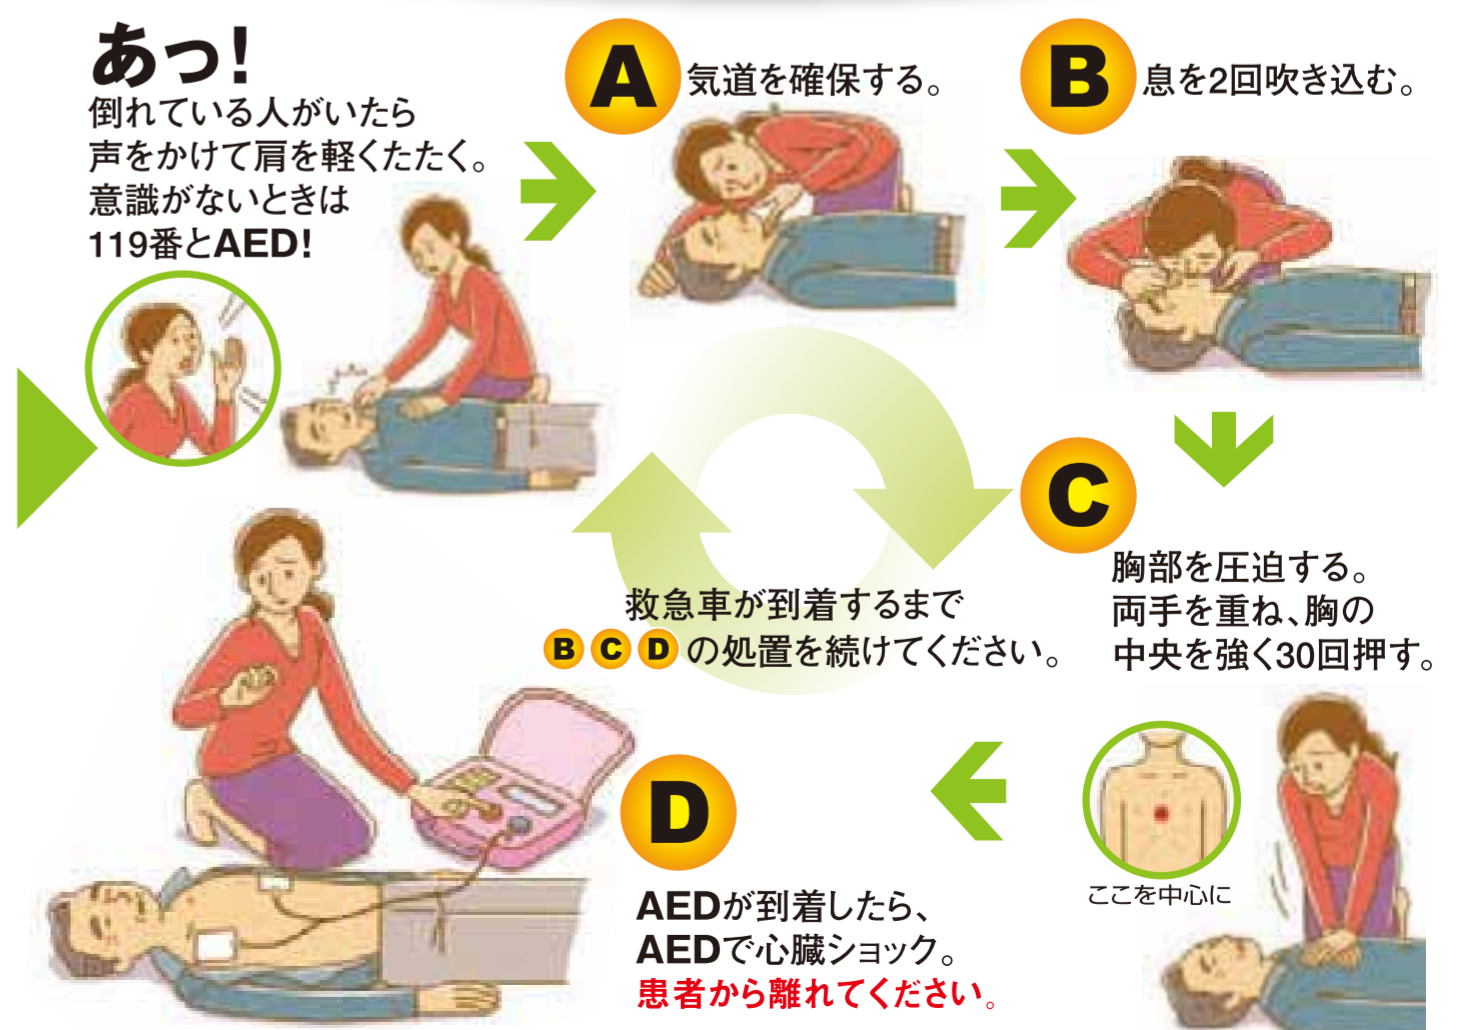 あっ!
倒れている人がいたら
声をかけて肩を軽くたたく。
意識がないときは
119番とAED!
A
気道を確保する。
B
息を2回吹き込む。
C
胸部を圧迫する。
両手を重ね、胸の
中央を強く30回押す。
ここを中心に
D
AEDが到着したら、
AEDで心臓ショック。
患者から離れてください。
救急車が到着するまで
B C D の処置を続けてください。